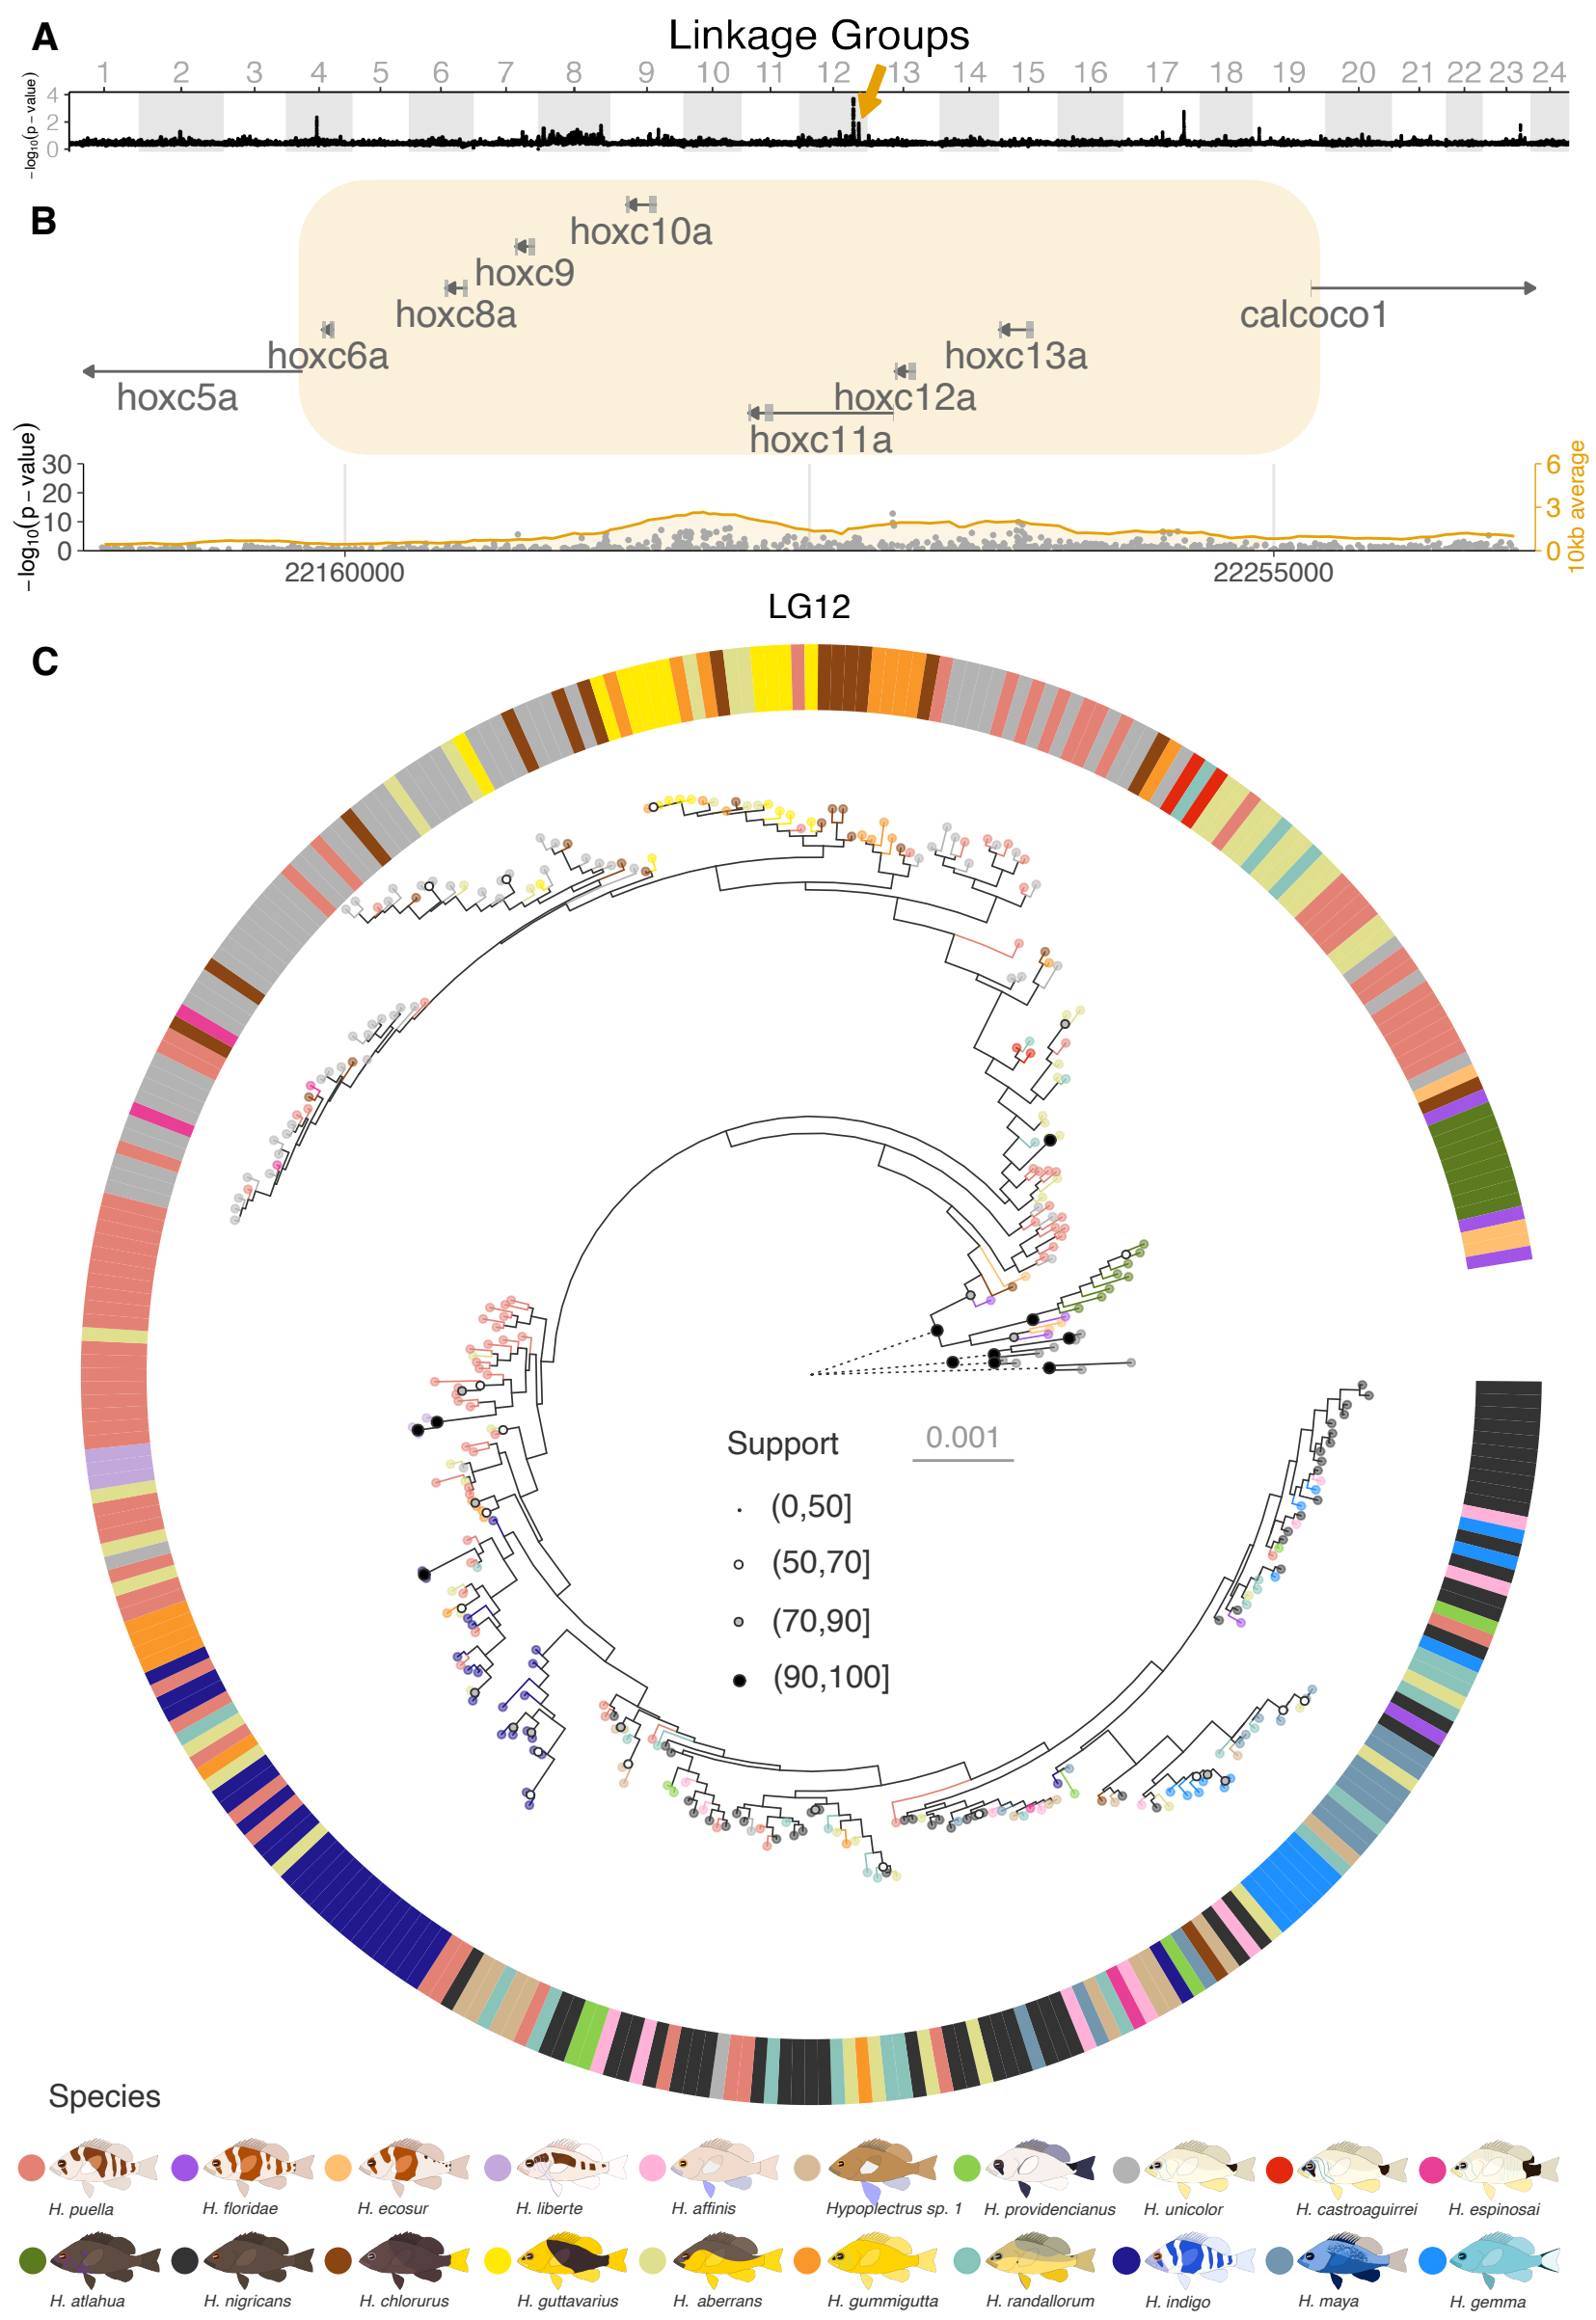 A
Linkage Groups
1 2 3 4 5 6 7 8 9 10 11 12 13 14 15 16 17 18 19 20 21 22 23 24
−log10(p − value)
4
2
0
B
hoxc10a
hoxc9
hoxc8a
calcoco1
hoxc6a
hoxc13a
hoxc5a
hoxc12a
hoxc11a
−log10(p − value)
30
20
10
0
6
3
0
10kb average
22160000
22255000
LG12
C
Support
0.001
(0,50]
(50,70]
(70,90]
(90,100]
Species
H. puella H. floridae H. ecosur H. liberte H. affinis Hypoplectrus sp. 1 H. providencianus H. unicolor H. castroaguirrei H. espinosai
H. atlahua H. nigricans H. chlorurus H. guttavarius H. aberrans H. gummigutta H. randallorum H. indigo H. maya H. gemma